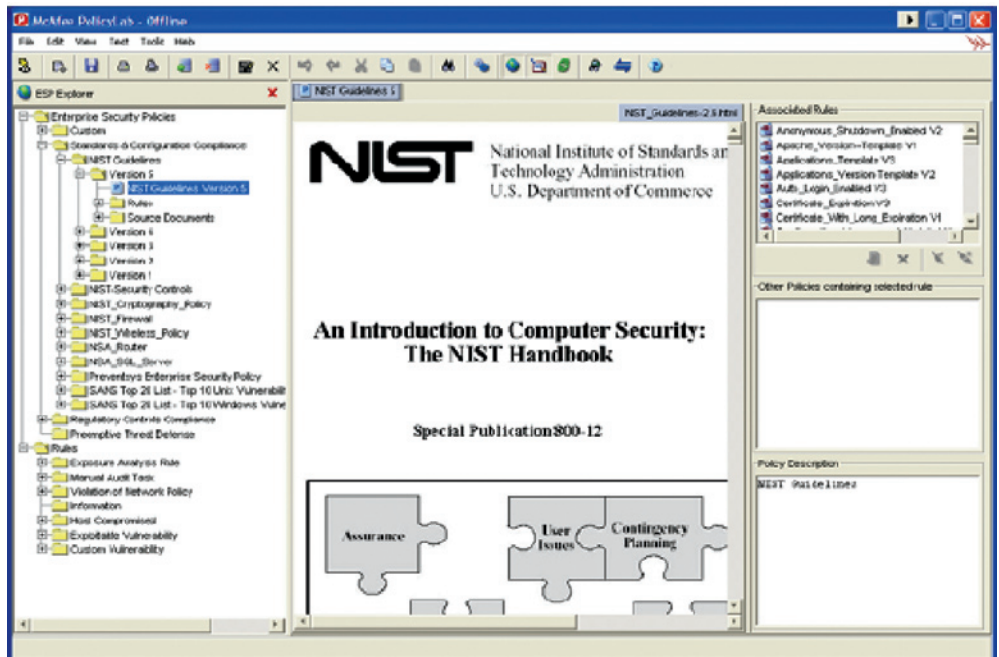 McAfee PolicyLab - Offline
File Edit View Test Tools Help
ESP Explorer
Enterprise Security Policies
Custom
Standards & Configuration Compliance
NIST Guidelines
Version 5
NIST Guidelines Version 5
Rules
Source Documents
Version
Version 3
Version 2
Version 1
NIST-Security Controls
NIST_Cryptography_Policy
NIST_Firewall
NIST_Wireless_Policy
NSA_Router
NSA_SQL_Server
Preventsys Enterprise Security Policy
SANS Top 20 List - Top 10 Unix Vulnerabilit
SANS Top 20 List - Top 10 Windows Vulne
Regulatory Controls Compliance
Preemptive Threat Defense
Rules
Exposure Analysis Rule
Manual Audit Task
Violation of Network Policy
Information
Host Compromised
Exploitable Vulnerability
Custom Vulnerability
NIST Guidelines 5
NIST_Guidelines-2.5.html
NIST
National Institute of Standards an
Technology Administration
U.S. Department of Commerce
An Introduction to Computer Security:
The NIST Handbook
Special Publication 800-12
Assurance
User
Issues
Contingency
Planning
Associated Rules
Anonymous_Shutdown_Enabled V2
Apache_Version-Template V1
Applications_Template V3
Applications_Version-Template V2
Auto_Login_Enabled V3
Certificate_Expiration
Certificate_With_Long_Expiration V1
Other Policies containing selected rule
Policy Description
NIST Guidelines